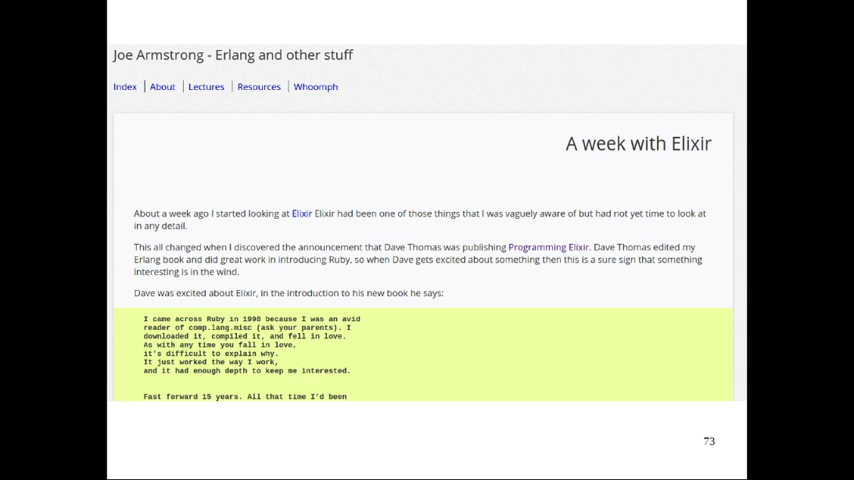 Joe Armstrong - Erlang and other stuff
Index | About | Lectures | Resources | Whoomph
A week with Elixir
About a week ago I started looking at Elixir Elixir had been one of those things that I was vaguely aware of but had not yet time to look at
in any detail.
This all changed when I discovered the announcement that Dave Thomas was publishing Programming Elixir. Dave Thomas edited my
Erlang book and did great work in introducing Ruby, so when Dave gets excited about something then this is a sure sign that something
interesting is in the wind.
Dave was excited about Elixir, in the introduction to his new book he says:
I came across Ruby in 1998 because I was an avid
reader of comp.lang.misc (ask your parents). I
downloaded it, compiled it, and fell in love.
As with any time you fall in love,
it's difficult to explain why.
It just worked the way I work,
and it had enough depth to keep me interested.
Fast forward 15 years. All that time I'd been
73